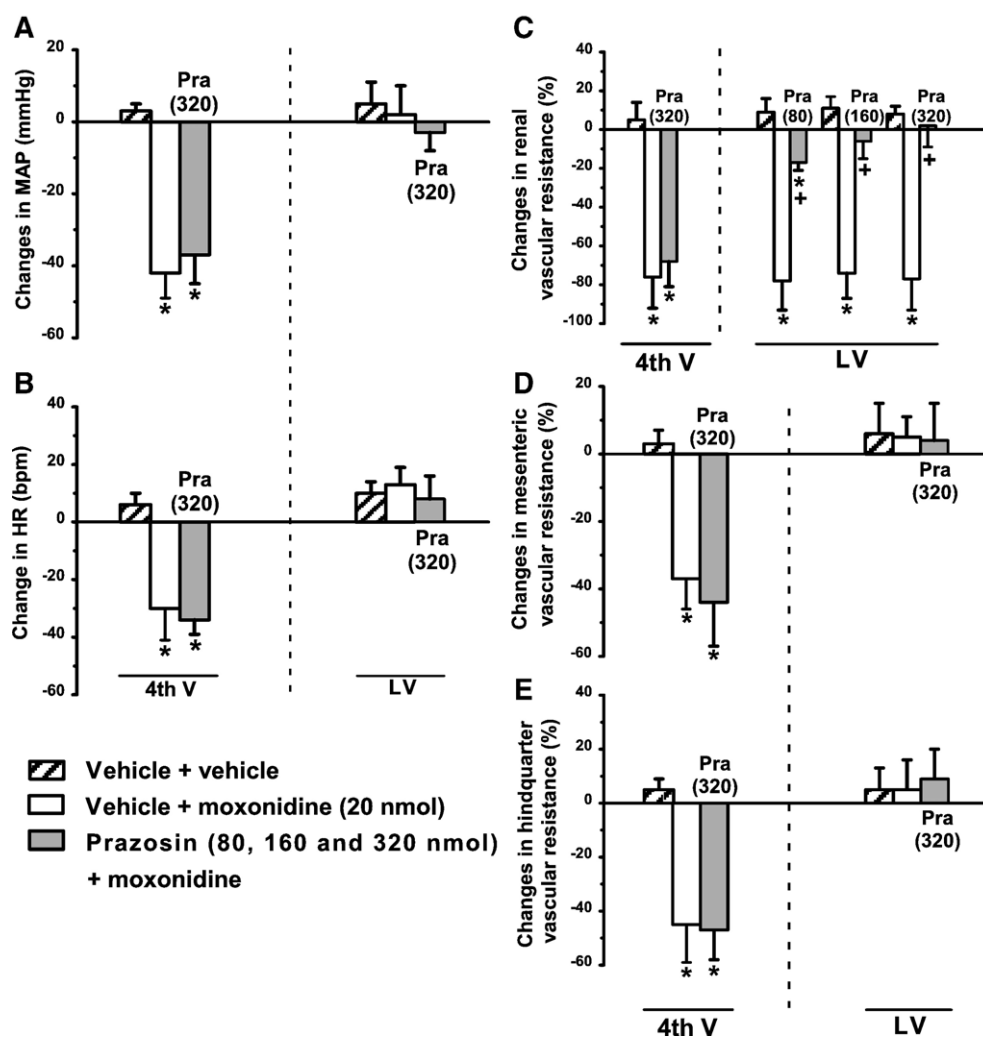 A
Changes in MAP (mmHg)
20
0
-20
-40
-60
Pra
(320)
* *
Pra
(320)
B
Change in HR (bpm)
40
20
0
-20
-40
-60
Pra
(320)
* *
Pra
(320)
4th V
LV
Vehicle + vehicle
Vehicle + moxonidine (20 nmol)
Prazosin (80, 160 and 320 nmol)
+ moxonidine
C
Changes in renal
vascular resistance (%)
40
20
0
-20
-40
-60
-80
-100
Pra
(320)
* *
Pra
(80)
*
*
+
Pra
(160)
*
+
Pra
(320)
*
+
4th V
LV
D
Changes in mesenteric
vascular resistance (%)
20
0
-20
-40
-60
Pra
(320)
*
*
Pra
(320)
E
Changes in hindquarter
vascular resistance (%)
40
20
0
-20
-40
-60
Pra
(320)
* *
Pra
(320)
4th V
LV